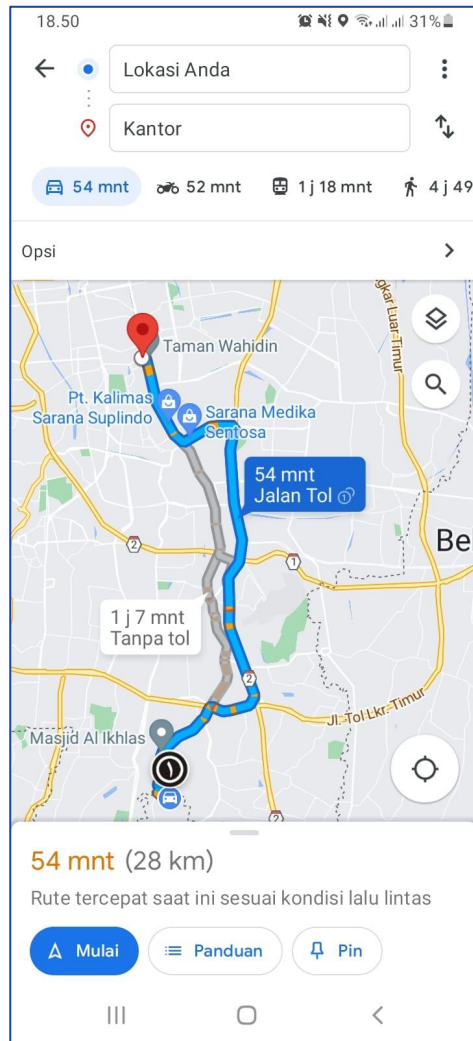 18.50
31%
Lokasi Anda
Kantor
54 mnt
52 mnt
1 j 18 mnt
4 j 49
Opsi
gkar Luar Timur
Taman Wahidin
Pt. Kalimas
Sarana Suplindo
Sarana Medika
Sentosa
54 mnt
Jalan Tol
2
1
Be
1 j 7 mnt
Tanpa tol
2
Jl. Tol Lkr. Timur
Masjid Al Ikhlas
2
54 mnt (28 km)
Rute tercepat saat ini sesuai kondisi lalu lintas
Mulai
Panduan
Pin